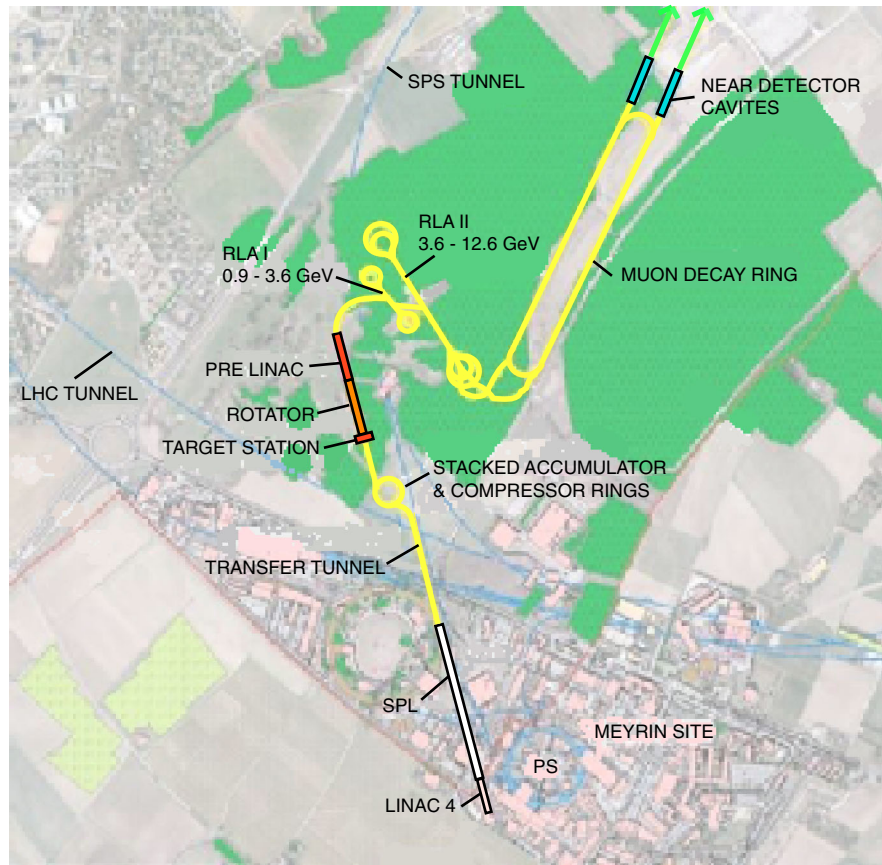 SPS TUNNEL
NEAR DETECTOR
CAVITES
RLA II
3.6 - 12.6 GeV
RLA I
0.9 - 3.6 GeV
MUON DECAY RING
PRE LINAC
LHC TUNNEL
ROTATOR
TARGET STATION
STACKED ACCUMULATOR
& COMPRESSOR RINGS
TRANSFER TUNNEL
SPL
MEYRIN SITE
PS
LINAC 4